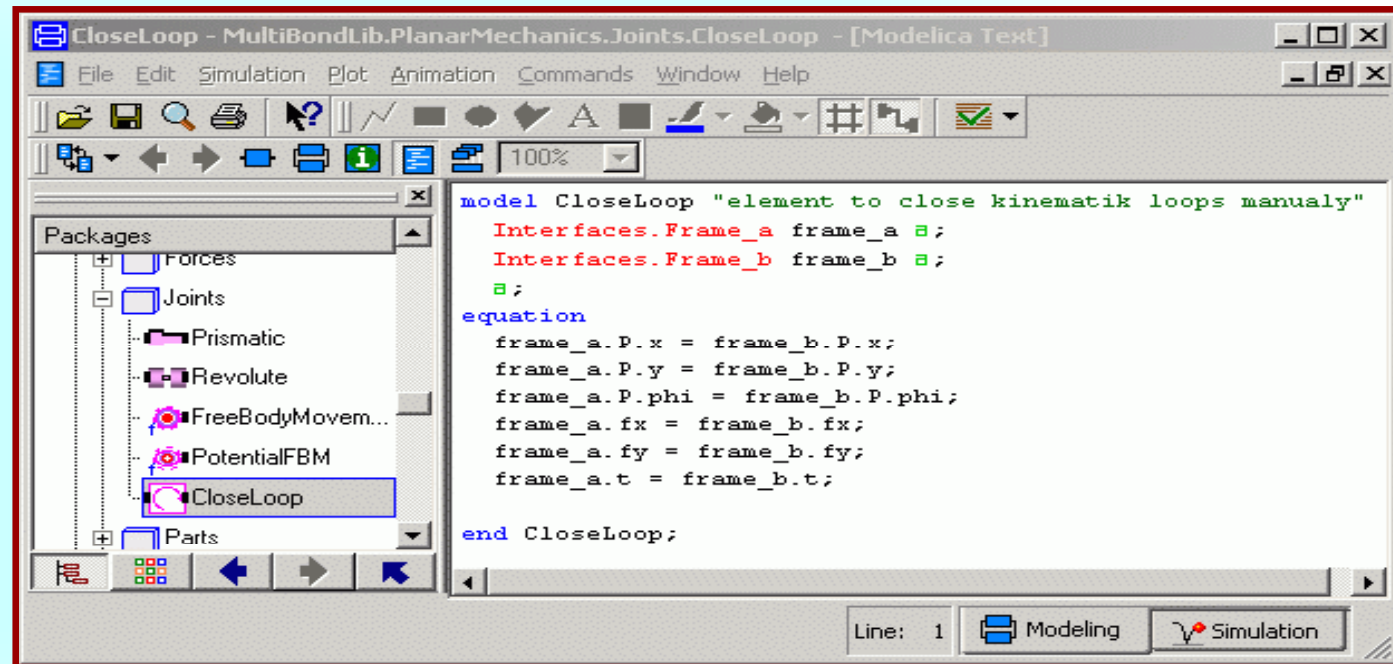 CloseLoop - MultiBondLib.PlanarMechanics.Joints.CloseLoop - [Modelica Text]
File Edit Simulation Plot Animation Commands Window Help
100%
Packages
Forces
Joints
Prismatic
Revolute
FreeBodyMovem...
PotentialFBM
CloseLoop
Parts
model CloseLoop "element to close kinematik loops manualy"
Interfaces.Frame_a frame_a a;
Interfaces.Frame_b frame_b a;
a;
equation
frame_a.P.x = frame_b.P.x;
frame_a.P.y = frame_b.P.y;
frame_a.P.phi = frame_b.P.phi;
frame_a.fx = frame_b.fx;
frame_a.fy = frame_b.fy;
frame_a.t = frame_b.t;
end CloseLoop;
Line: 1 Modeling Simulation